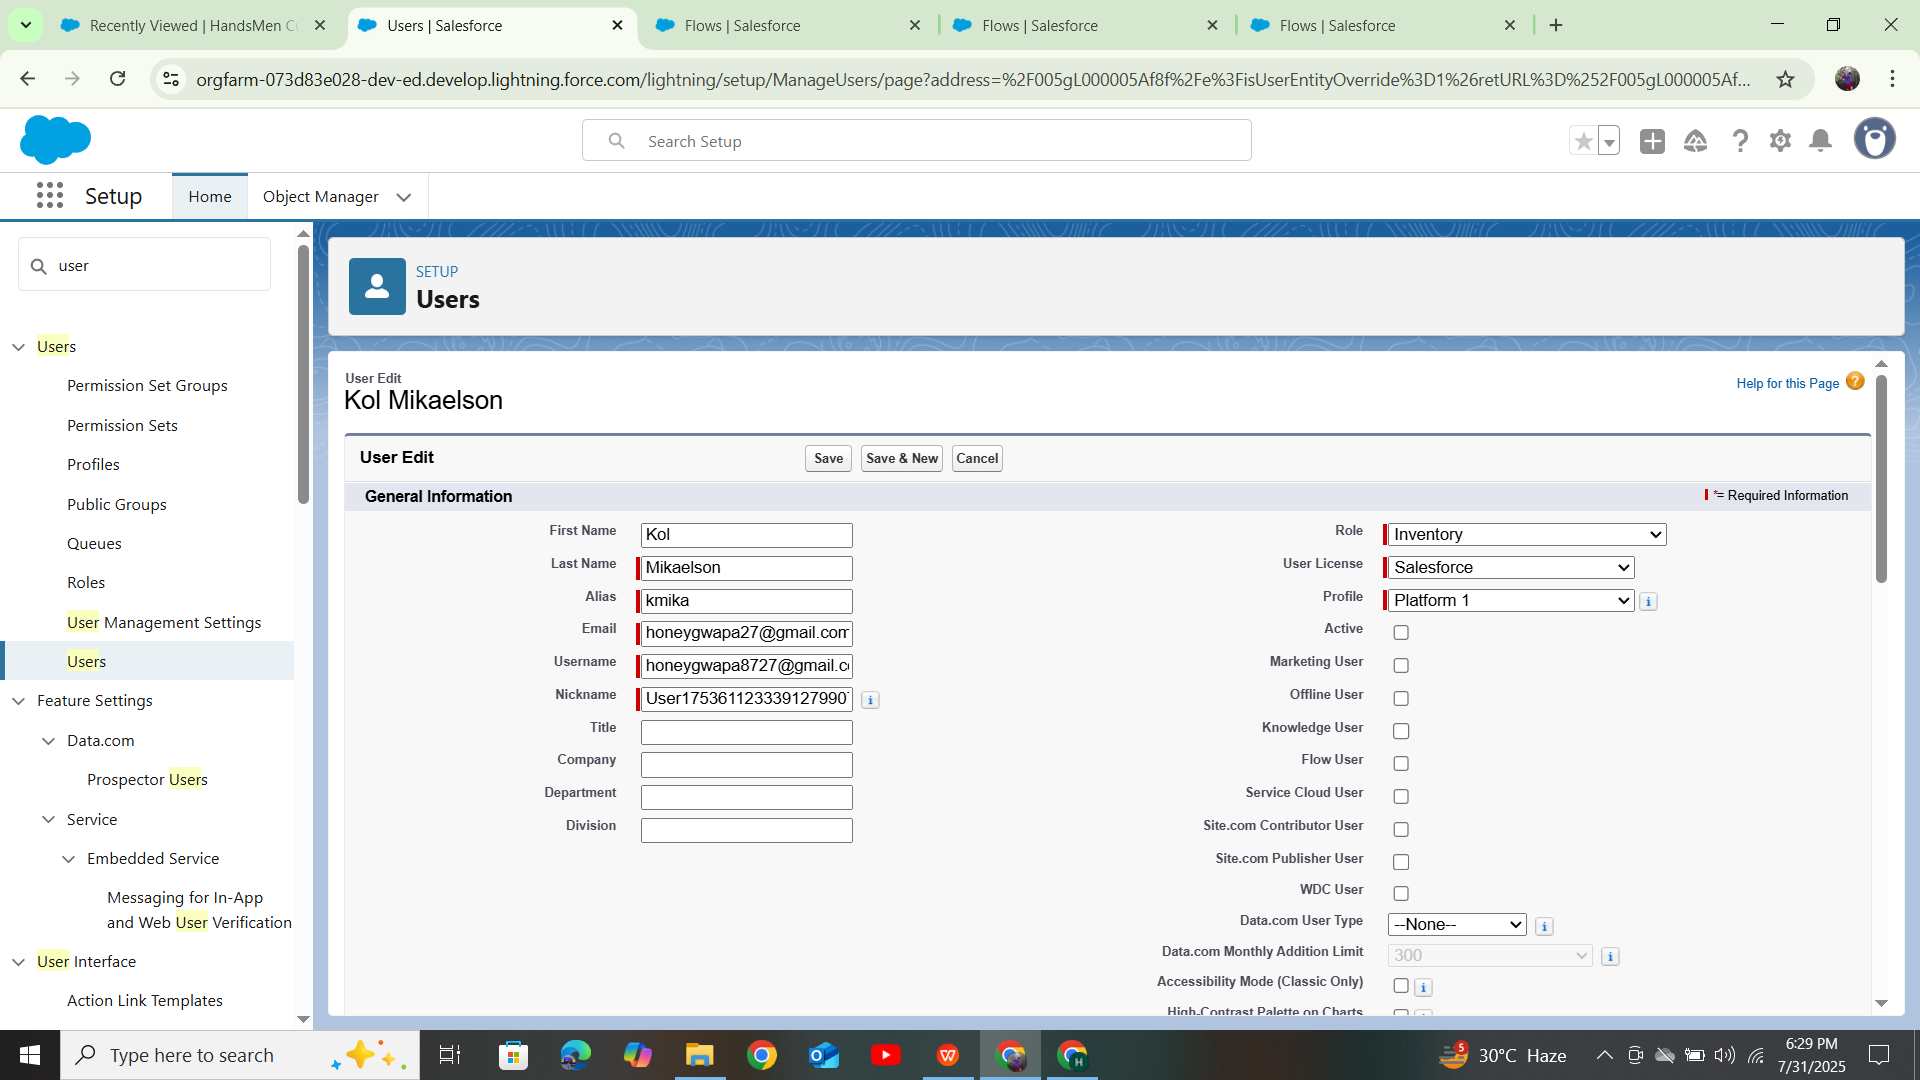 Recently Viewed | HandsMen C
Users | Salesforce
Flows | Salesforce
Flows | Salesforce
Flows | Salesforce
orgfarm-073d83e028-dev-ed.develop.lightning.force.com/lightning/setup/ManageUsers/page?address=%2F005gL000005Af8f%2Fe%3FisUserEntityOverride%3D1%26retURL%3D%252F005gL000005Af...
Search Setup
Setup
Home
Object Manager
user
SETUP
Users
Users
Permission Set Groups
Permission Sets
Profiles
Public Groups
Queues
Roles
User Management Settings
Users
Feature Settings
Data.com
Prospector Users
Service
Embedded Service
Messaging for In-App
and Web User Verification
User Interface
Action Link Templates
User Edit
Kol Mikaelson
Help for this Page
User Edit
Save
Save & New
Cancel
General Information
*= Required Information
First Name
Kol
Last Name
Mikaelson
Alias
kmika
Email
honeygwapa27@gmail.com
Username
honeygwapa8727@gmail.c
Nickname
User17536112333912799
Title
Company
Department
Division
Role
Inventory
User License
Salesforce
Profile
Platform 1
Active
Marketing User
Offline User
Knowledge User
Flow User
Service Cloud User
Site.com Contributor User
Site.com Publisher User
WDC User
Data.com User Type
--None--
Data.com Monthly Addition Limit
300
Accessibility Mode (Classic Only)
High-Contrast Palette on Charts
Type here to search
5
30°C Haze
6:29 PM
7/31/2025